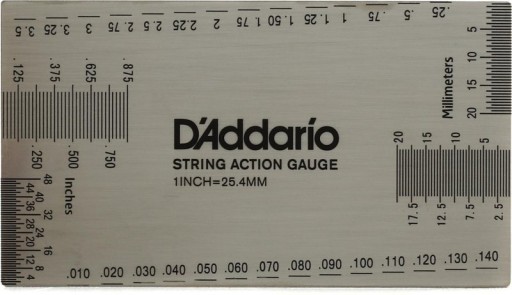 3.5 3.25 3 2.75 2.5 2.25 2 1.75 1.50 1.25 1 .75 .5 .25
5 10 15 20
Millimeters
.125 .375 .625 .875
.250 .500 .750
D'Addario
STRING ACTION GAUGE
1INCH=25.4MM
20 15 10 5
17.5 12.5 7.5 2.5
Inches
48 40 32 24 16 8
44 36 28 20 12 4
.010 .020 .030 .040 .050 .060 .070 .080 .090 .100 .110 .120 .130 .140